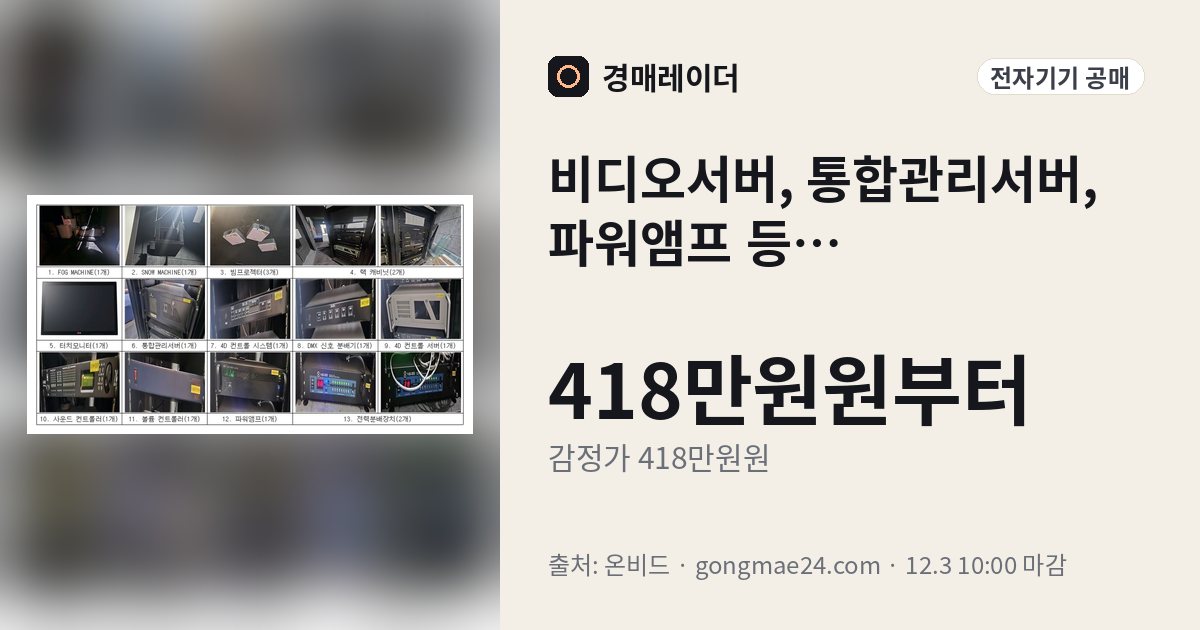 경매레이더
전자기기 공매
비디오서버, 통합관리서버,
파워앰프 등…
418만원원부터
감정가 418만원원
출처: 온비드 · gongmae24.com · 12.3 10:00 마감
1. FOG MACHINE(1개)
2. SNOW MACHINE(1개)
3. 빔프로젝터(3개)
4. 랙 캐비닛(2개)
5. 터치모니터(1개)
6. 통합관리서버(1개)
7. 4D 컨트롤 시스템(1개)
8. DMX 신호 분배기(1개)
9. 4D 컨트롤 서버(1개)
10. 사운드 컨트롤러(1개)
11. 볼륨 컨트롤러(1개)
12. 파워앰프(1개)
13. 전력분배장치(2개)